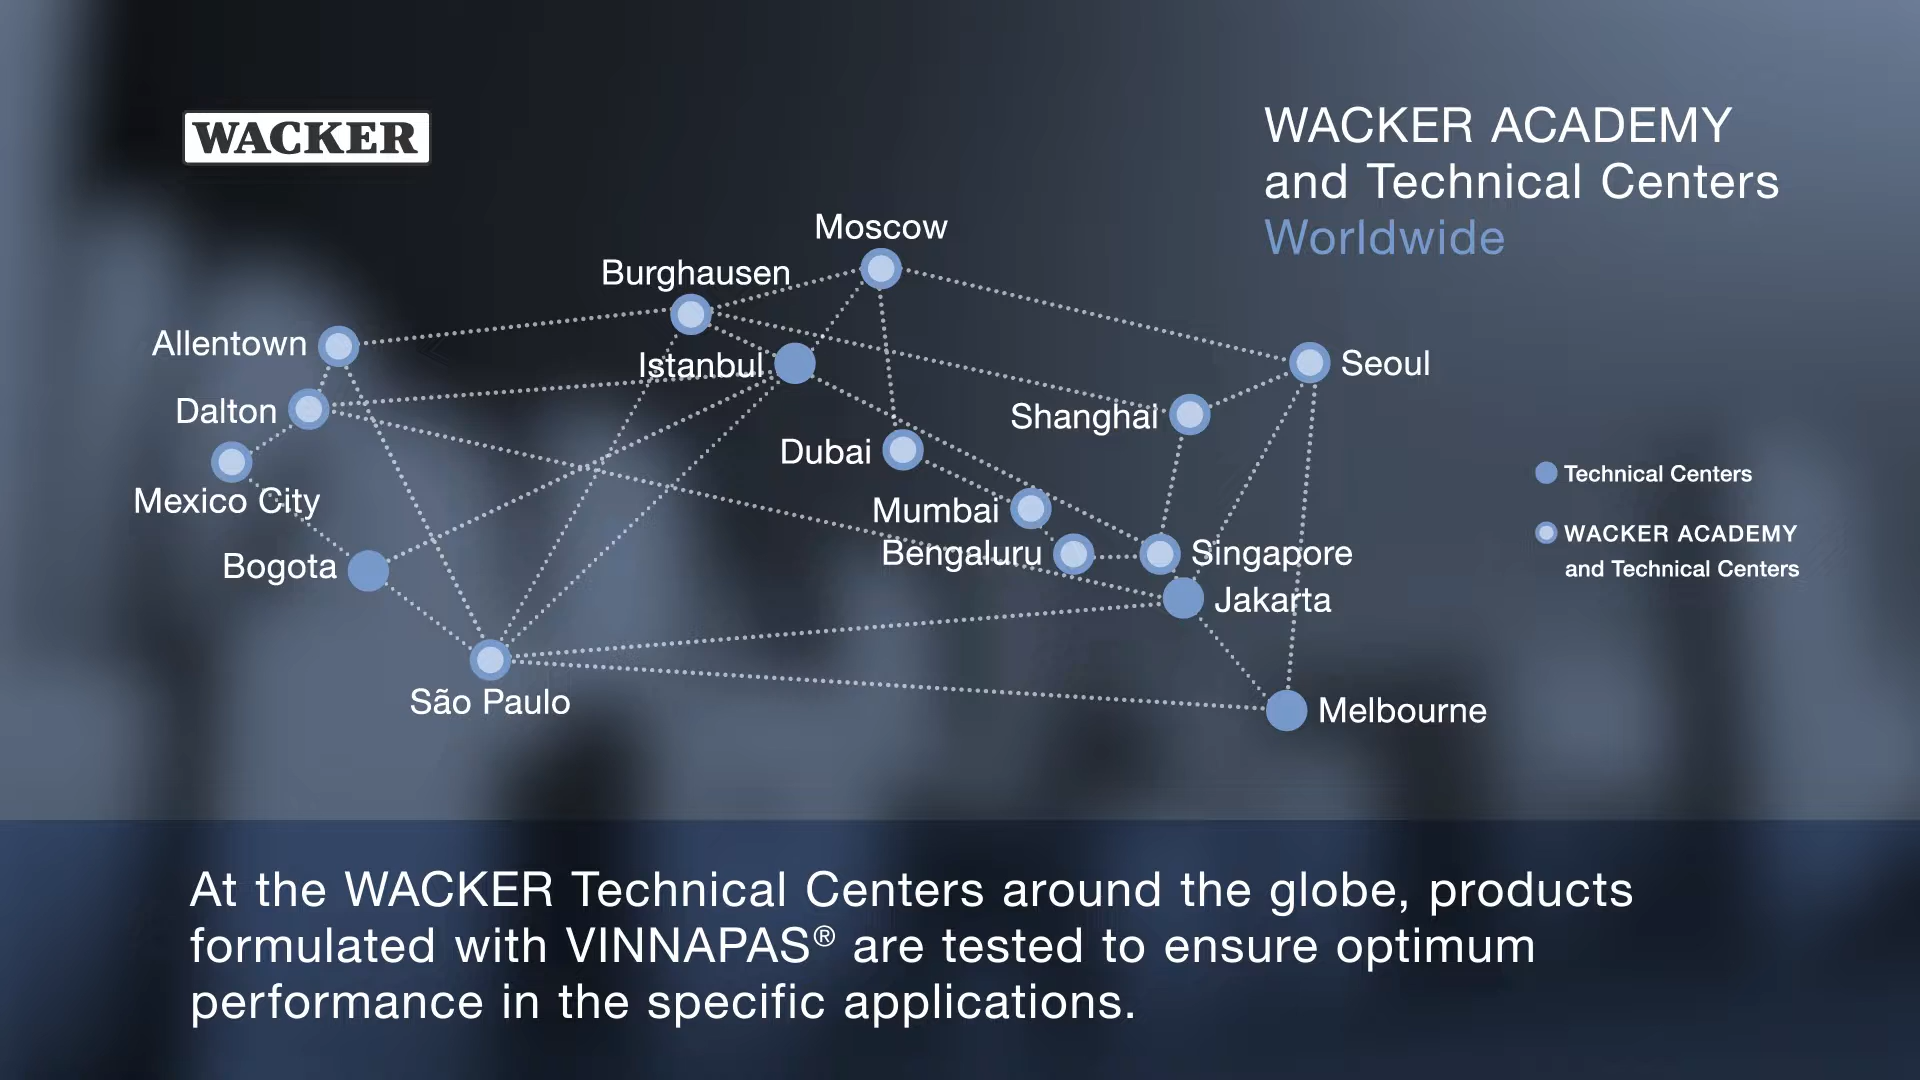 WACKER
WACKER ACADEMY
and Technical Centers
Worldwide
Moscow
Burghausen
Allentown
Istanbul
Seoul
Dalton
Shanghai
Dubai
Mexico City
Mumbai
Bengaluru
Singapore
Bogota
Jakarta
São Paulo
Melbourne
Technical Centers
WACKER ACADEMY
and Technical Centers
At the WACKER Technical Centers around the globe, products
formulated with VINNAPAS® are tested to ensure optimum
performance in the specific applications.